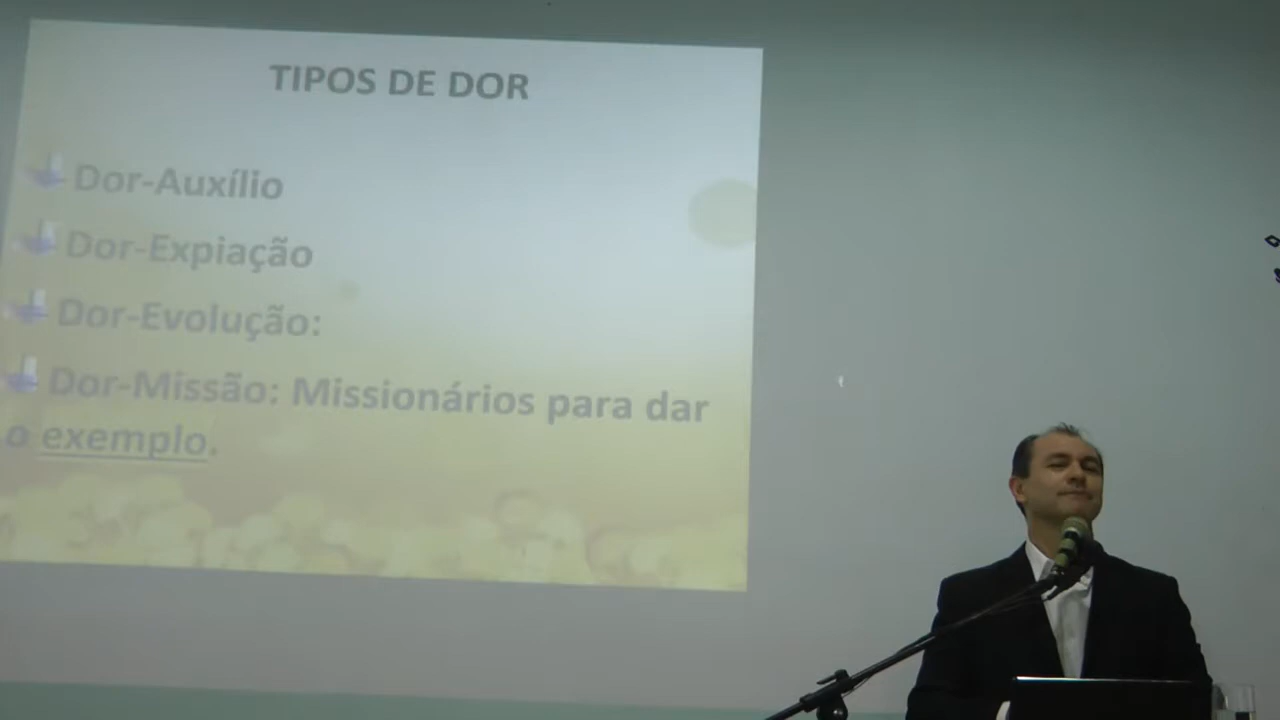 TIPOS DE DOR
Dor-Auxílio
Dor-Expiação
Dor-Evolução:
Dor-Missão: Missionários para dar
o exemplo.